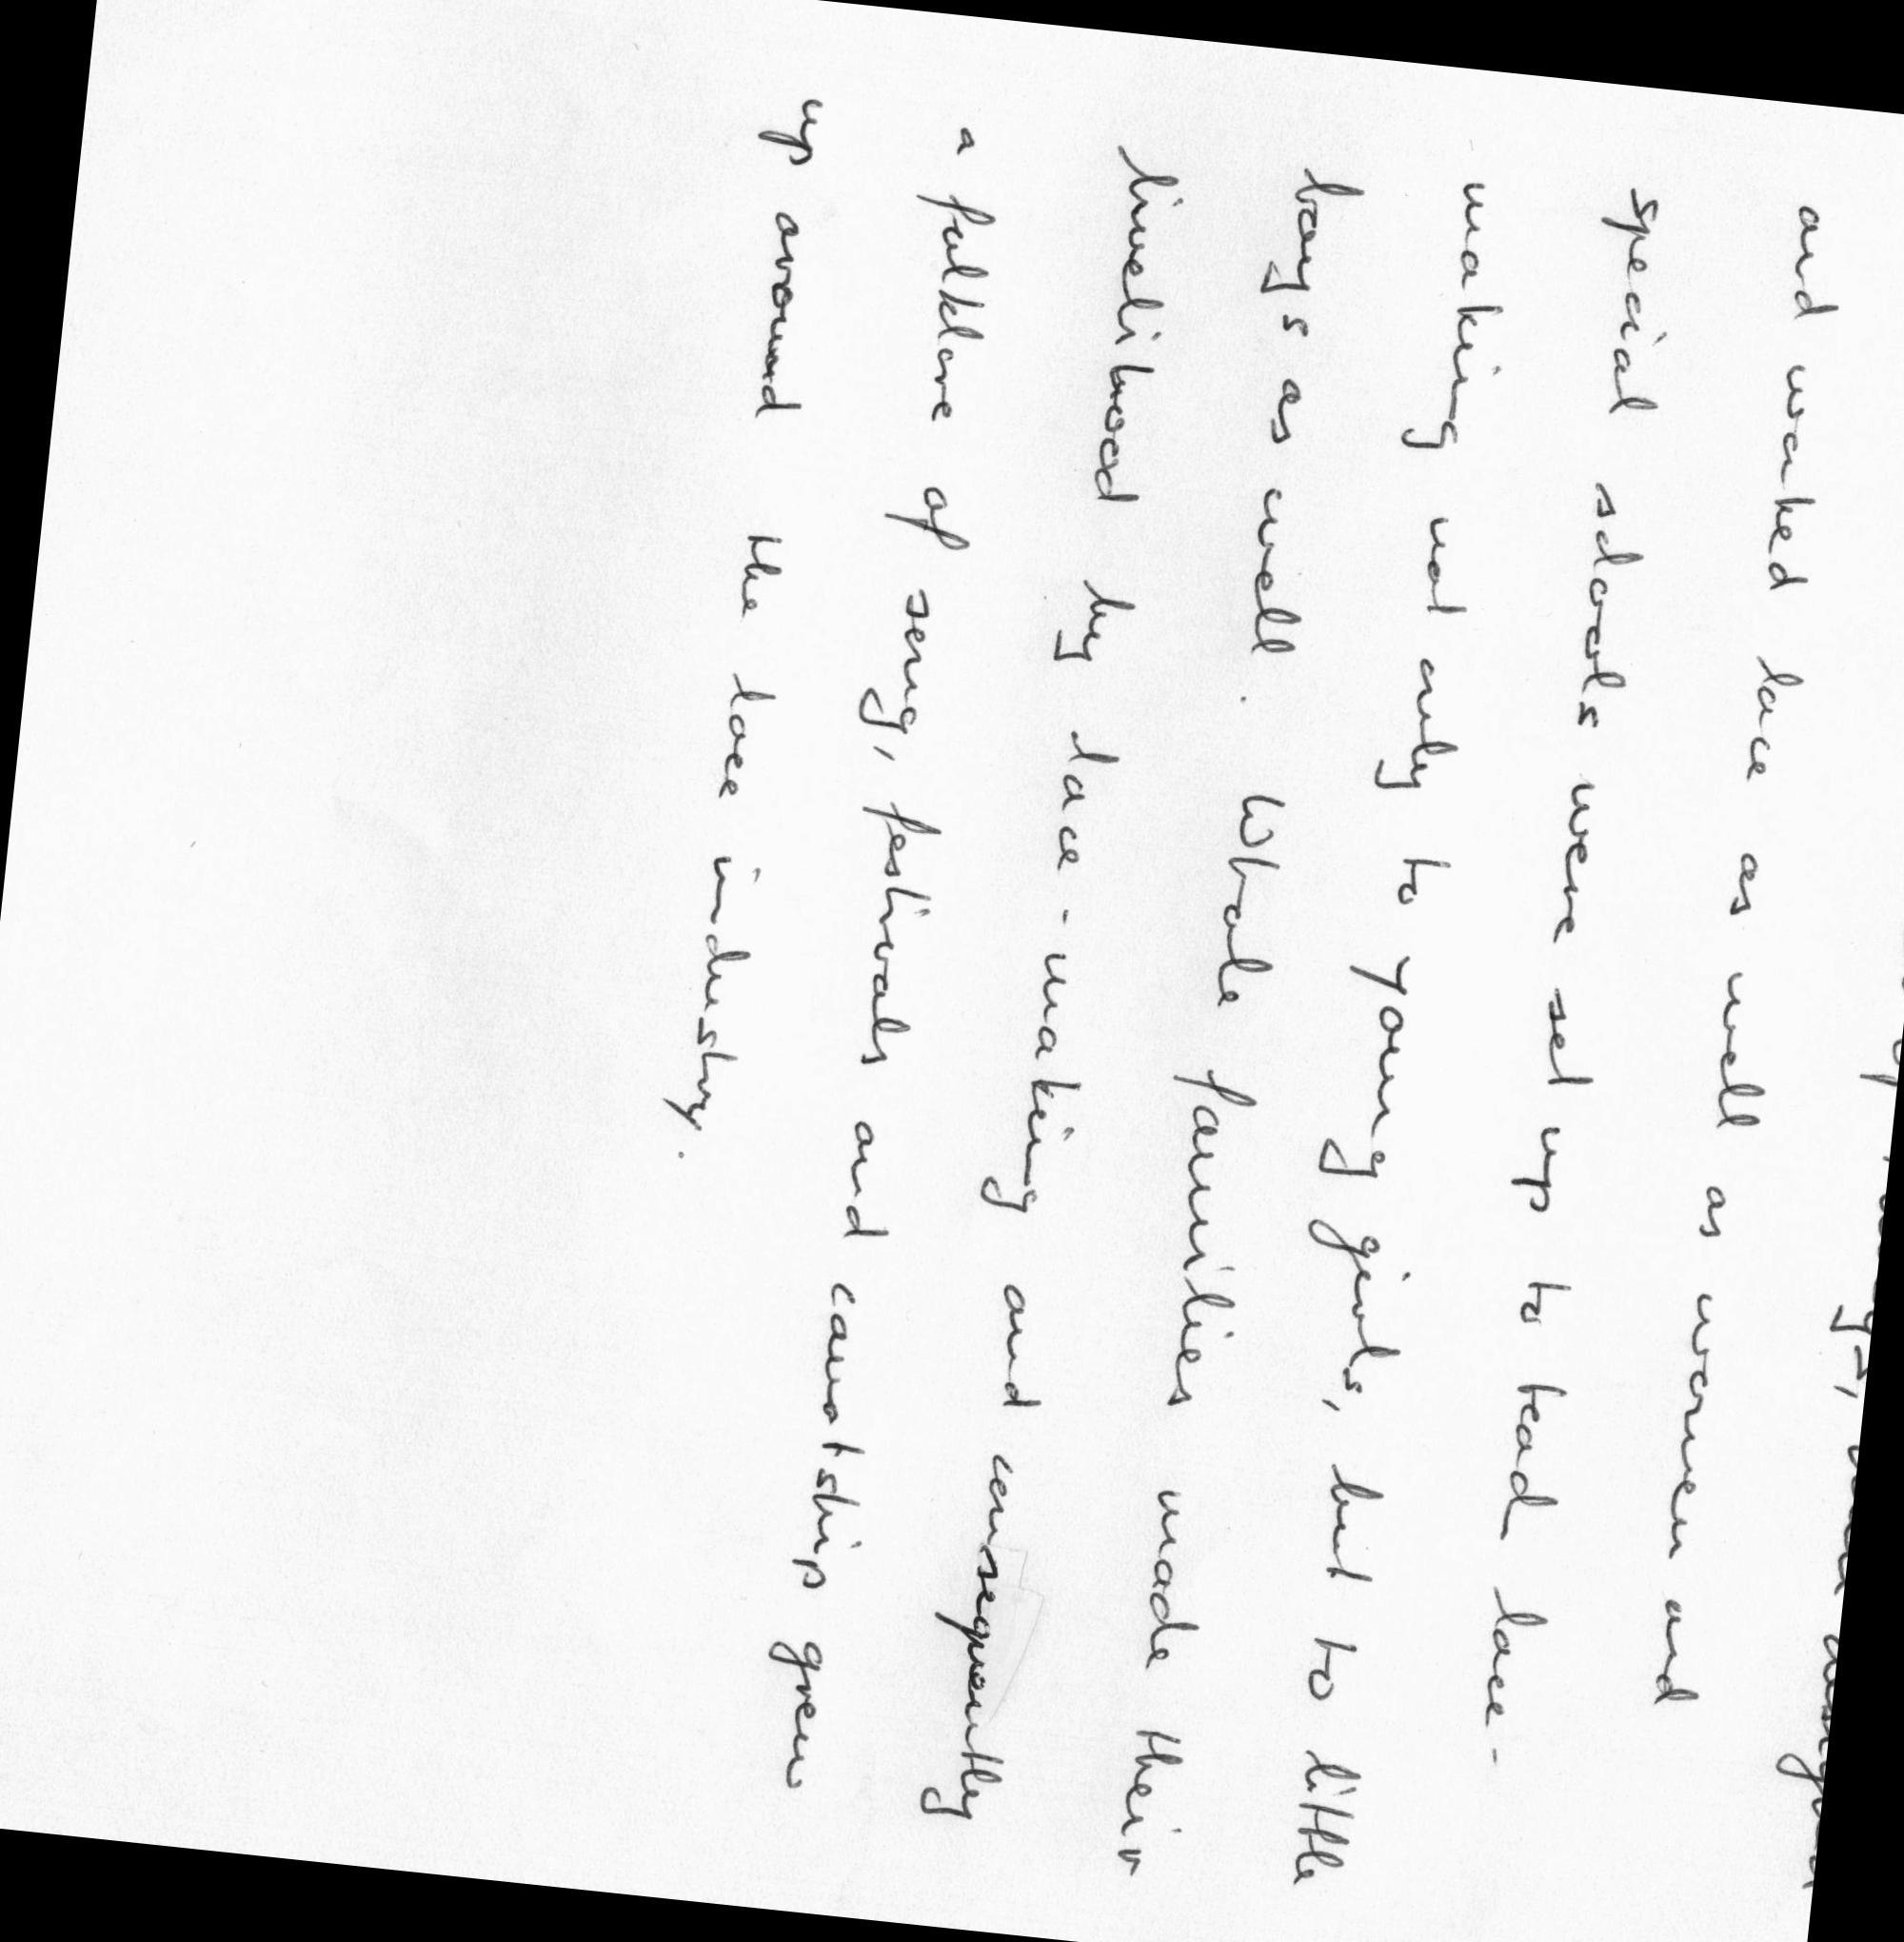 and worked lace as well as women and
special schools were set up to teach lace-
making not only to young girls, but to little
boys as well. Whole families made their
livelihood by lace-making and consequently
a folklore of song, festivals and courtship grew
up around the lace industry.